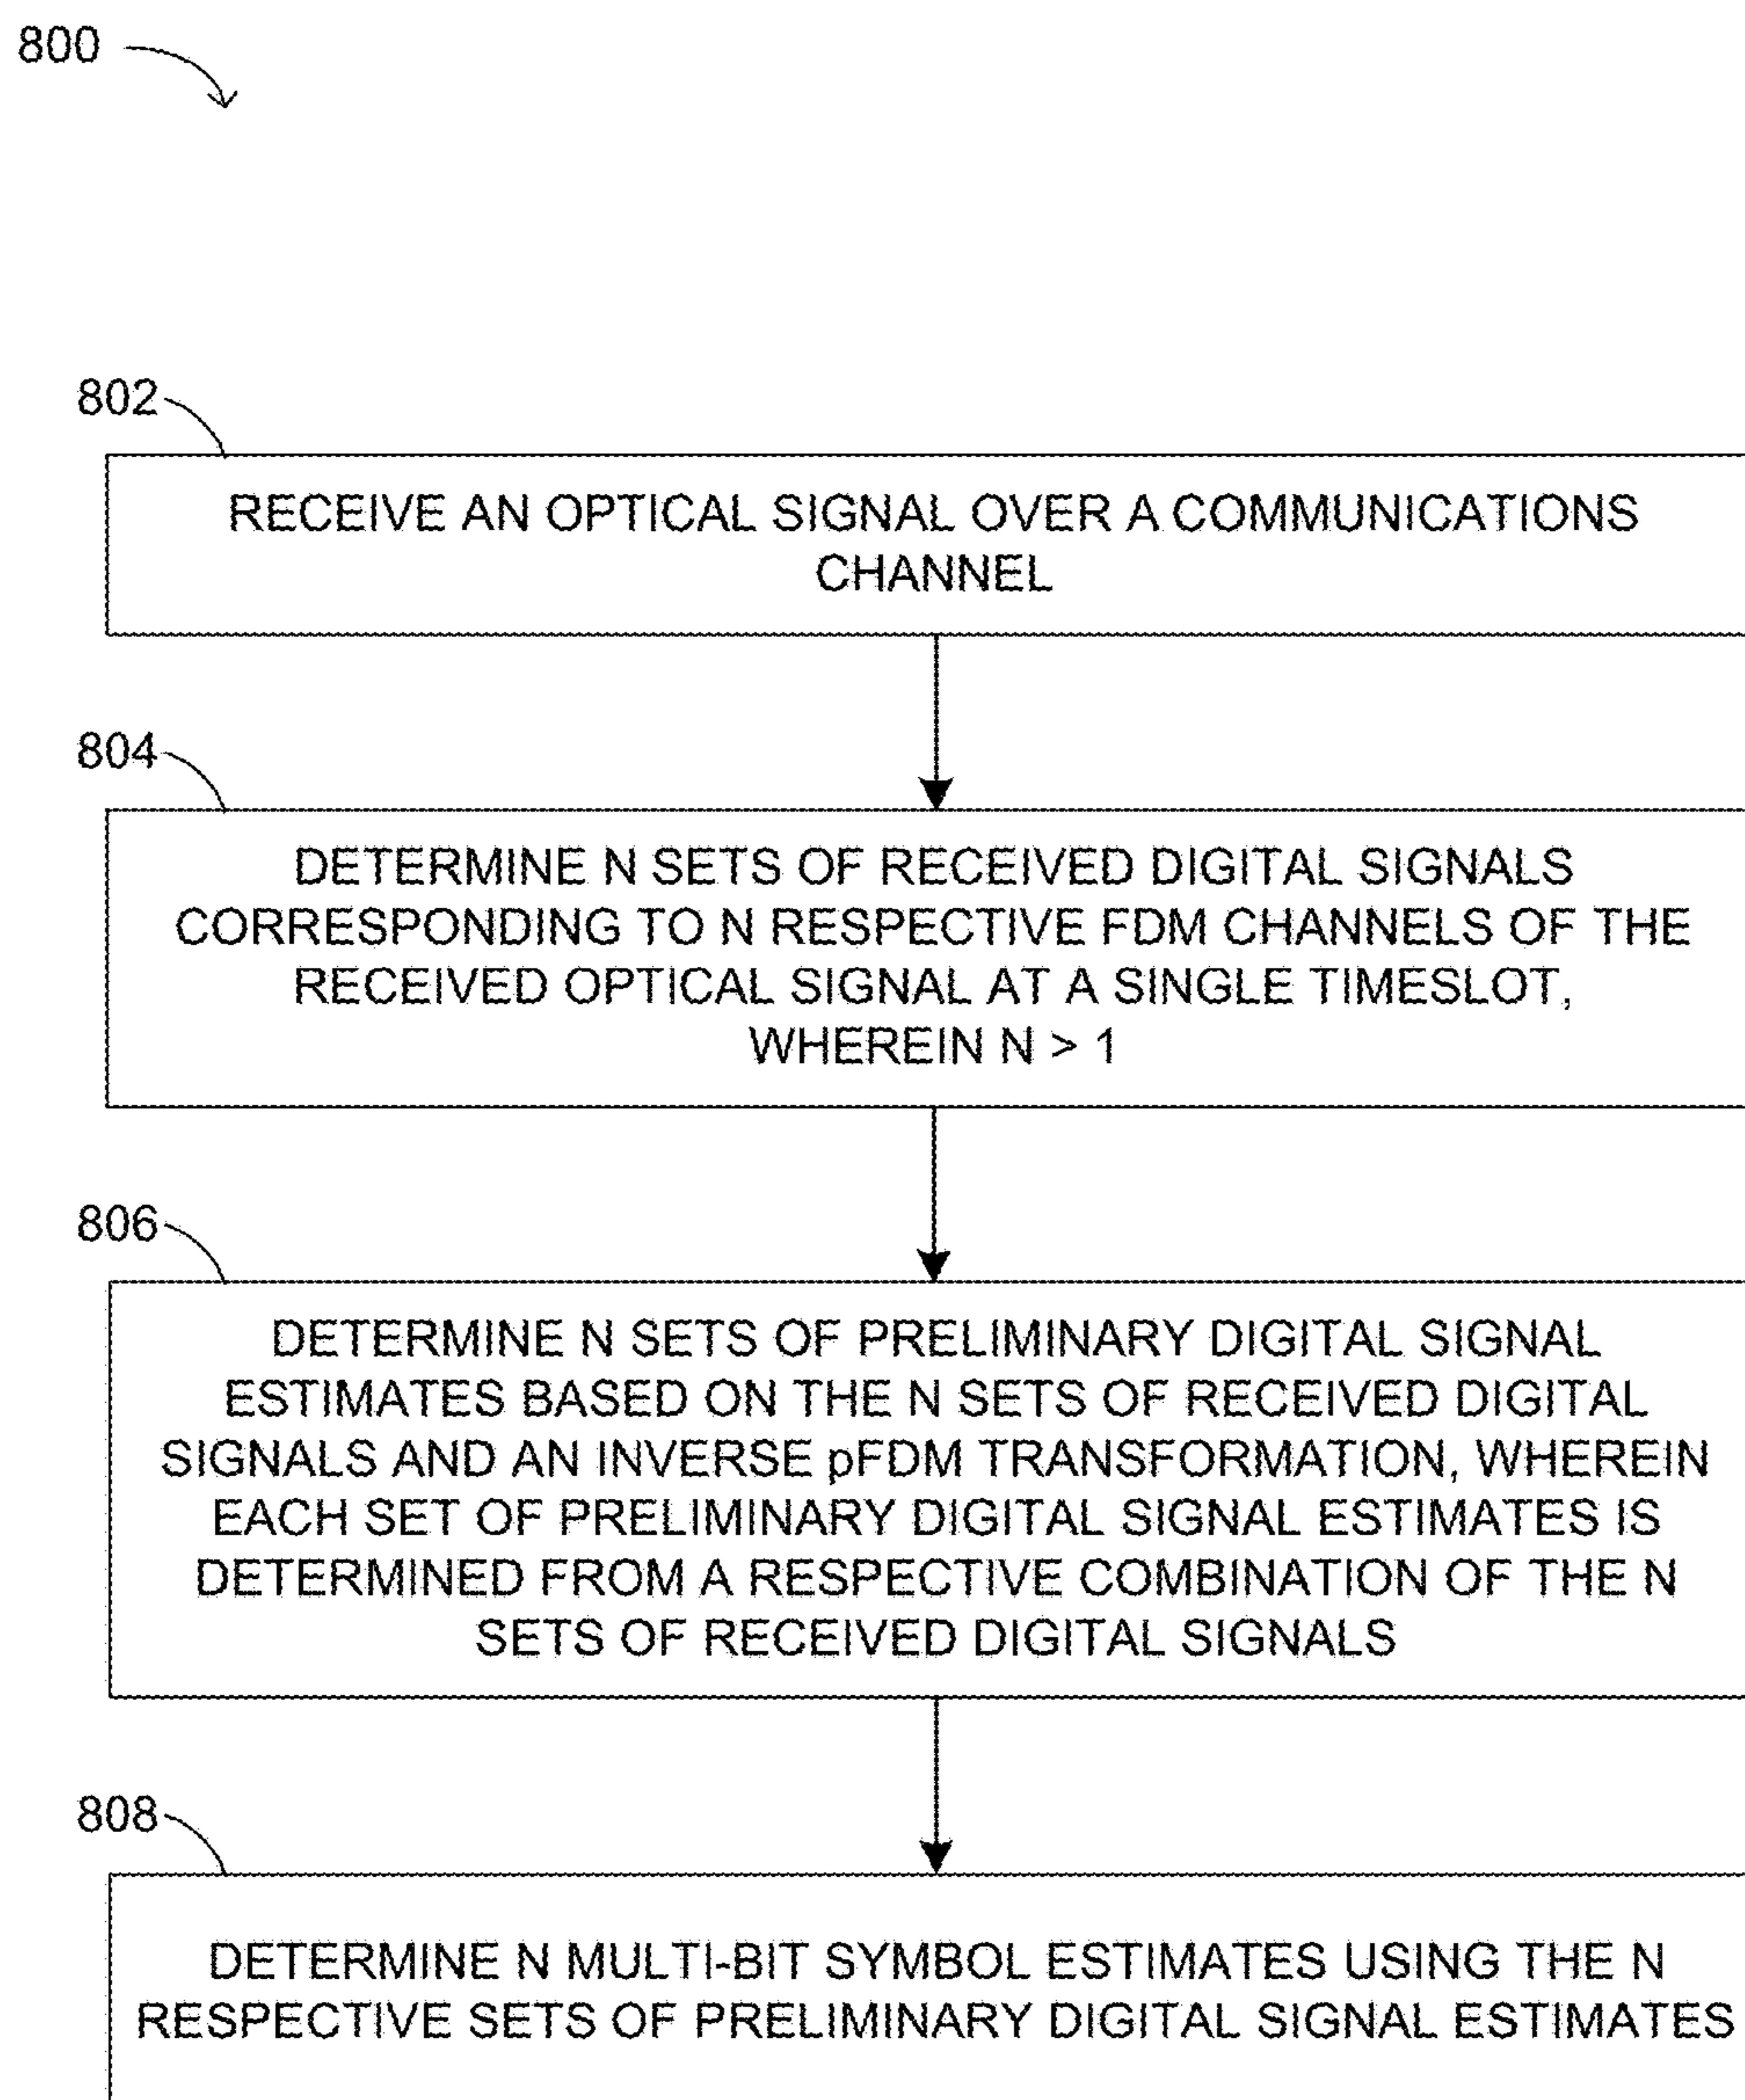 800
802
RECEIVE AN OPTICAL SIGNAL OVER A COMMUNICATIONS
CHANNEL
804
DETERMINE N SETS OF RECEIVED DIGITAL SIGNALS
CORRESPONDING TO N RESPECTIVE FDM CHANNELS OF THE
RECEIVED OPTICAL SIGNAL AT A SINGLE TIMESLOT,
WHEREIN N > 1
806
DETERMINE N SETS OF PRELIMINARY DIGITAL SIGNAL
ESTIMATES BASED ON THE N SETS OF RECEIVED DIGITAL
SIGNALS AND AN INVERSE pFDM TRANSFORMATION, WHEREIN
EACH SET OF PRELIMINARY DIGITAL SIGNAL ESTIMATES IS
DETERMINED FROM A RESPECTIVE COMBINATION OF THE N
SETS OF RECEIVED DIGITAL SIGNALS
808
DETERMINE N MULTI-BIT SYMBOL ESTIMATES USING THE N
RESPECTIVE SETS OF PRELIMINARY DIGITAL SIGNAL ESTIMATES